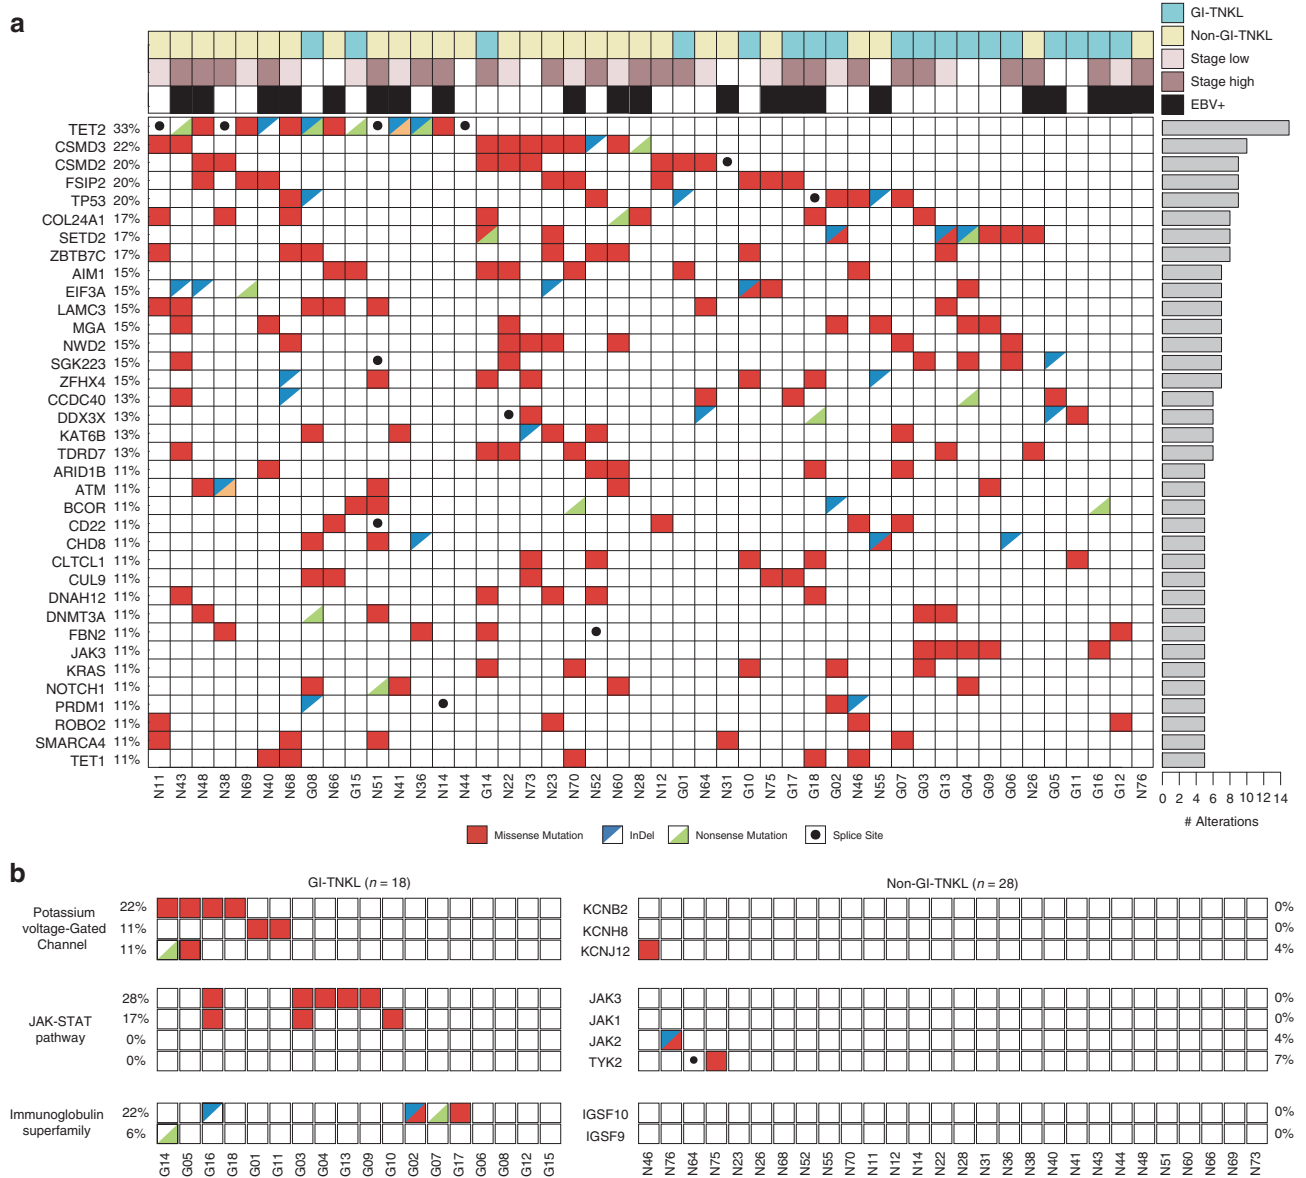 a
GI-TNKL
Non-GI-TNKL
Stage low
Stage high
EBV+
TET2 33%
CSMD3 22%
CSMD2 20%
FSIP2 20%
TP53 20%
COL24A1 17%
SETD2 17%
ZBTB7C 17%
AIM1 15%
EIF3A 15%
LAMC3 15%
MGA 15%
NWD2 15%
SGK223 15%
ZFHX4 15%
CCDC40 13%
DDX3X 13%
KAT6B 13%
TDRD7 13%
ARID1B 11%
ATM 11%
BCOR 11%
CD22 11%
CHD8 11%
CLTCL1 11%
CUL9 11%
DNAH12 11%
DNMT3A 11%
FBN2 11%
JAK3 11%
KRAS 11%
NOTCH1 11%
PRDM1 11%
ROBO2 11%
SMARCA4 11%
TET1 11%
N11 N43 N48 N38 N69 N40 N68 G08 N66 G15 N51 N41 N36 N14 N44 G14 N22 N73 N23 N70 N52 N60 N28 N12 G01 N64 N31 G10 N75 G17 G18 G02 N46 N55 G07 G03 G13 G04 G09 G06 N26 G05 G11 G16 G12 N76
0 2 4 6 8 10 12 14
# Alterations
Missense Mutation InDel Nonsense Mutation Splice Site
b
GI-TNKL (n = 18) Non-GI-TNKL (n = 28)
Potassium
voltage-Gated
Channel
22% KCNB2 0%
11% KCNH8 0%
11% KCNJ12 4%
JAK-STAT
pathway
28% JAK3 0%
17% JAK1 0%
0% JAK2 4%
0% TYK2 7%
Immunoglobulin
superfamily
22% IGSF10 0%
6% IGSF9 0%
G14 G05 G16 G18 G01 G11 G03 G04 G13 G09 G10 G02 G07 G17 G06 G08 G12 G15
N46 N76 N64 N75 N23 N26 N68 N52 N55 N70 N11 N12 N14 N22 N28 N31 N36 N38 N40 N41 N43 N44 N48 N51 N60 N66 N69 N73